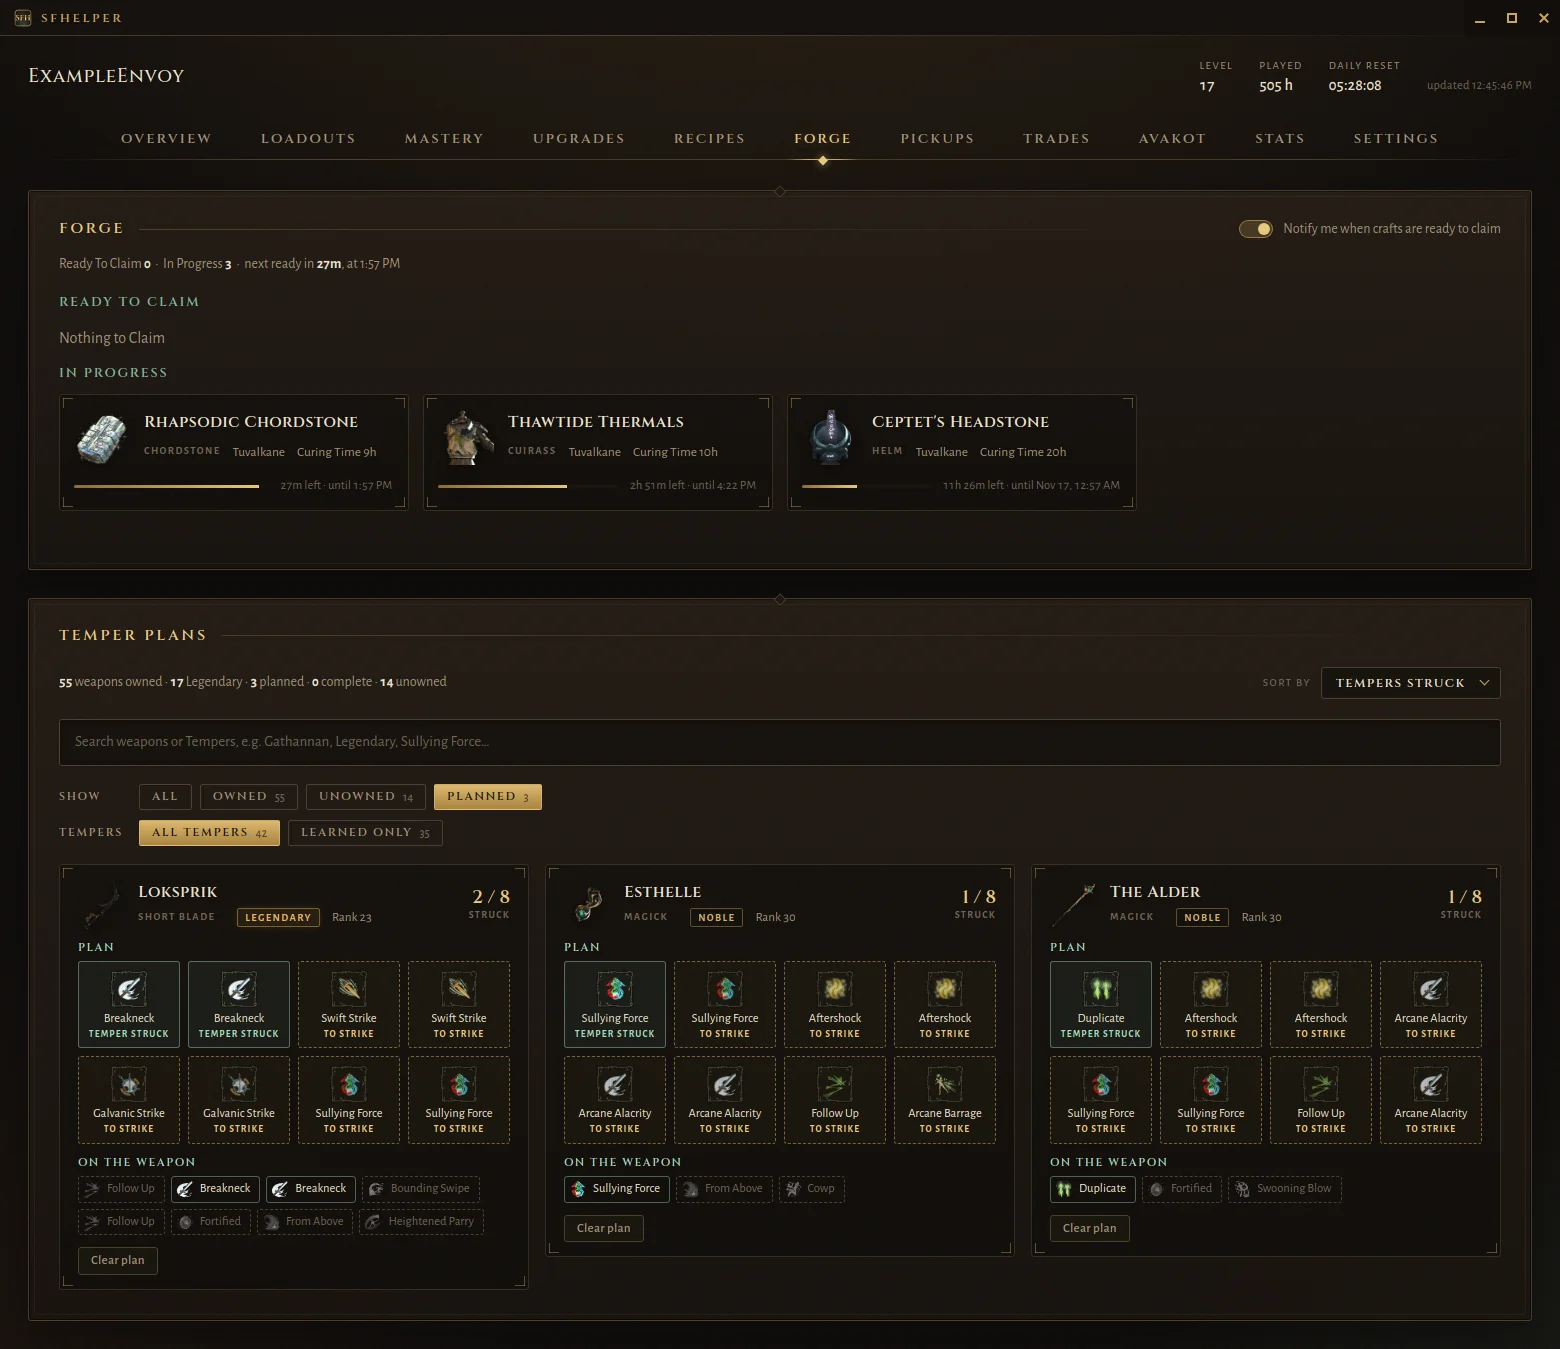 SFH SFHELPER
ExampleEnvoy
LEVEL PLAYED DAILY RESET
17 505 h 05:28:08 updated 12:45:46 PM
OVERVIEW LOADOUTS MASTERY UPGRADES RECIPES FORGE PICKUPS TRADES AVAKOT STATS SETTINGS
FORGE
Notify me when crafts are ready to claim
Ready To Claim 0 · In Progress 3 · next ready in 27m, at 1:57 PM
READY TO CLAIM
Nothing to Claim
IN PROGRESS
Rhapsodic Chordstone
CHORDSTONE Tuvalkane Curing Time 9h
27m left · until 1:57 PM
Thawtide Thermals
CUIRASS Tuvalkane Curing Time 10h
2h 51m left · until 4:22 PM
Ceptet's Headstone
HELM Tuvalkane Curing Time 20h
11h 26m left · until Nov 17, 12:57 AM
TEMPER PLANS
55 weapons owned · 17 Legendary · 3 planned · 0 complete · 14 unowned
SORT BY TEMPERS STRUCK
Search weapons or Tempers, e.g. Gathannan, Legendary, Sullying Force...
SHOW ALL OWNED 55 UNOWNED 14 PLANNED 3
TEMPERS ALL TEMPERS 42 LEARNED ONLY 35
Loksprik
SHORT BLADE LEGENDARY Rank 23
2 / 8
STRUCK
PLAN
Breakneck Breakneck Swift Strike Swift Strike
TEMPER STRUCK TEMPER STRUCK TO STRIKE TO STRIKE
Galvanic Strike Galvanic Strike Sullying Force Sullying Force
TO STRIKE TO STRIKE TO STRIKE TO STRIKE
ON THE WEAPON
Follow Up Breakneck Breakneck Bounding Swipe
Follow Up Fortified From Above Heightened Parry
Clear plan
Esthelle
MAGICK NOBLE Rank 30
1 / 8
STRUCK
PLAN
Sullying Force Sullying Force Aftershock Aftershock
TEMPER STRUCK TO STRIKE TO STRIKE TO STRIKE
Arcane Alacrity Arcane Alacrity Follow Up Arcane Barrage
TO STRIKE TO STRIKE TO STRIKE TO STRIKE
ON THE WEAPON
Sullying Force From Above Cowp
Clear plan
The Alder
MAGICK NOBLE Rank 30
1 / 8
STRUCK
PLAN
Duplicate Aftershock Aftershock Arcane Alacrity
TEMPER STRUCK TO STRIKE TO STRIKE TO STRIKE
Sullying Force Sullying Force Follow Up Arcane Alacrity
TO STRIKE TO STRIKE TO STRIKE TO STRIKE
ON THE WEAPON
Duplicate Fortified Swooning Blow
Clear plan